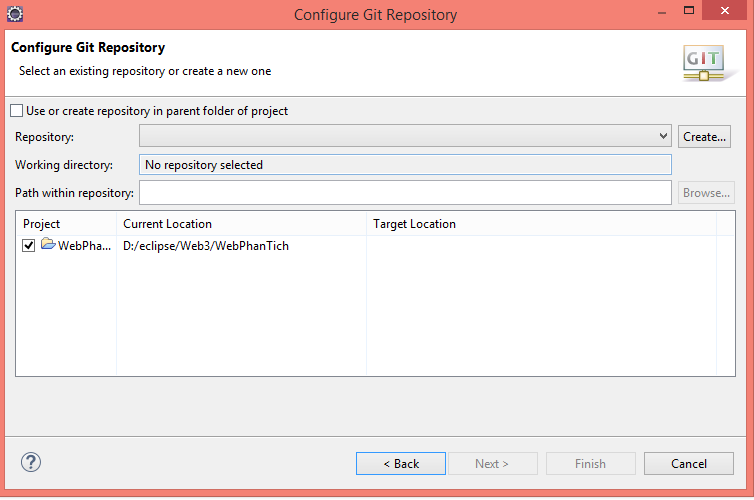 Configure Git Repository
Configure Git Repository
Select an existing repository or create a new one
GIT
Use or create repository in parent folder of project
Repository: Create...
Working directory: No repository selected
Path within repository: Browse...
Project Current Location Target Location
WebPha... D:/eclipse/Web3/WebPhanTich
? < Back Next > Finish Cancel